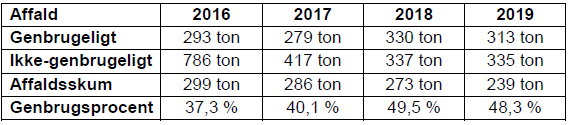 Affald 2016 2017 2018 2019
Genbrugeligt 293 ton 279 ton 330 ton 313 ton
Ikke-genbrugeligt 786 ton 417 ton 337 ton 335 ton
Affaldsskum 299 ton 286 ton 273 ton 239 ton
Genbrugsprocent 37,3 % 40,1 % 49,5 % 48,3 %